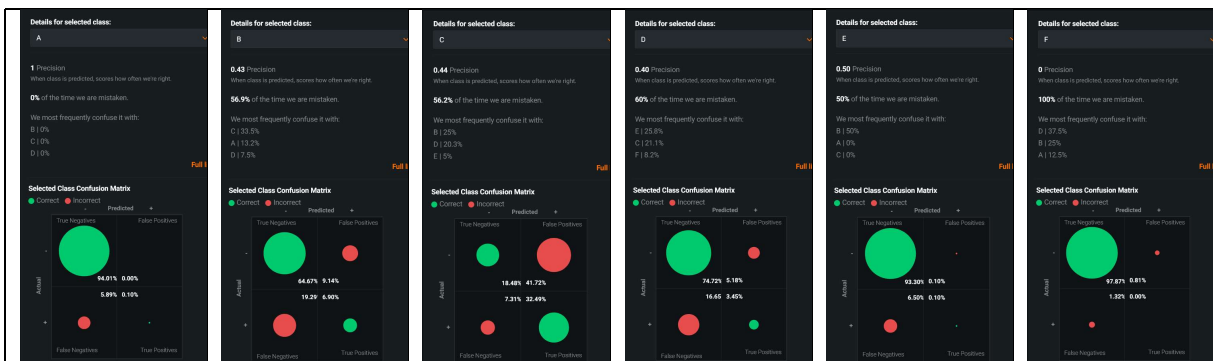 Details for selected class:
A
1 Precision
When class is predicted, scores how often we're right.
0% of the time we are mistaken.
We most frequently confuse it with:
B | 0%
C | 0%
D | 0%
Full l
Selected Class Confusion Matrix
Correct Incorrect
- Predicted +
True Negatives False Positives
-
94.01% 0.00%
Actual
5.89% 0.10%
+
False Negatives True Positives
Details for selected class:
B
0.43 Precision
When class is predicted, scores how often we're right.
56.9% of the time we are mistaken.
We most frequently confuse it with:
C | 33.5%
A | 13.2%
D | 7.5%
Full l
Selected Class Confusion Matrix
Correct Incorrect
- Predicted +
True Negatives False Positives
-
64.67% 9.14%
Actual
19.29 6.90%
+
False Negatives True Positives
Details for selected class:
C
0.44 Precision
When class is predicted, scores how often we're right.
56.2% of the time we are mistaken.
We most frequently confuse it with:
B | 25%
D | 20.3%
E | 5%
Full
Selected Class Confusion Matrix
Correct Incorrect
- Predicted +
True Negatives False Positives
-
18.48% 41.72%
Actual
7.31% 32.49%
+
False Negatives True Positives
Details for selected class:
D
0.40 Precision
When class is predicted, scores how often we're right.
60% of the time we are mistaken.
We most frequently confuse it with:
E | 25.8%
C | 21.1%
F | 8.2%
Full li
Selected Class Confusion Matrix
Correct Incorrect
- Predicted +
True Negatives False Positives
-
74.72% 5.18%
Actual
16.65 3.45%
+
False Negatives True Positives
Details for selected class:
E
0.50 Precision
When class is predicted, scores how often we're right.
50% of the time we are mistaken.
We most frequently confuse it with:
B | 50%
A | 0%
C | 0%
Full l
Selected Class Confusion Matrix
Correct Incorrect
- Predicted +
True Negatives False Positives
-
93.30% 0.10%
Actual
6.50% 0.10%
+
False Negatives True Positives
Details for selected class:
F
0 Precision
When class is predicted, scores how often we're right.
100% of the time we are mistaken.
We most frequently confuse it with:
D | 37.5%
B | 25%
A | 12.5%
Full li
Selected Class Confusion Matrix
Correct Incorrect
- Predicted +
True Negatives False Positives
-
97.87% 0.81%
Actual
1.32% 0.00%
+
False Negatives True Positives